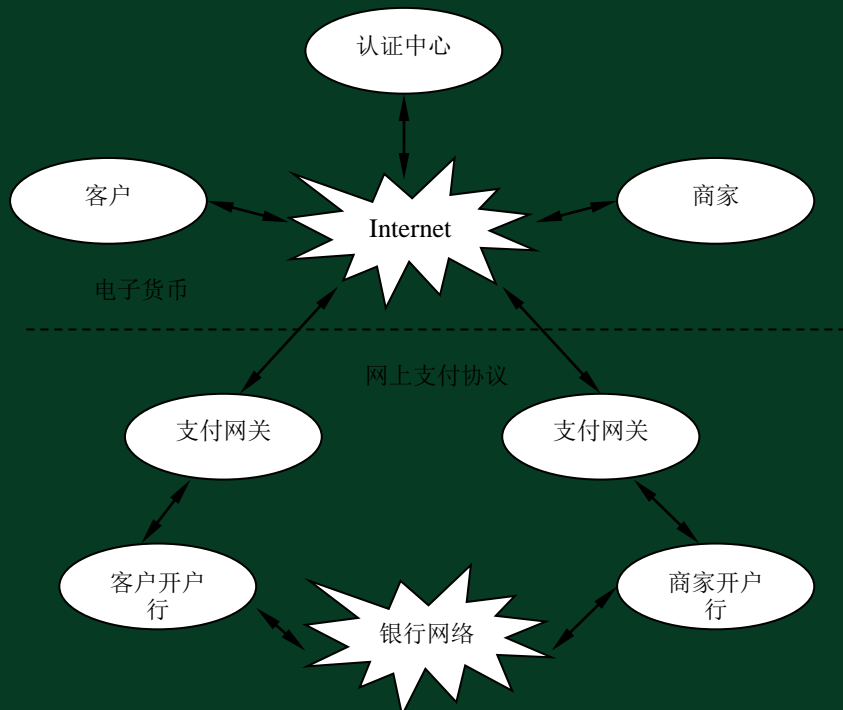 认证中心
客户
商家
Internet
电子货币
网上支付协议
支付网关
支付网关
客户开户
行
商家开户
行
银行网络